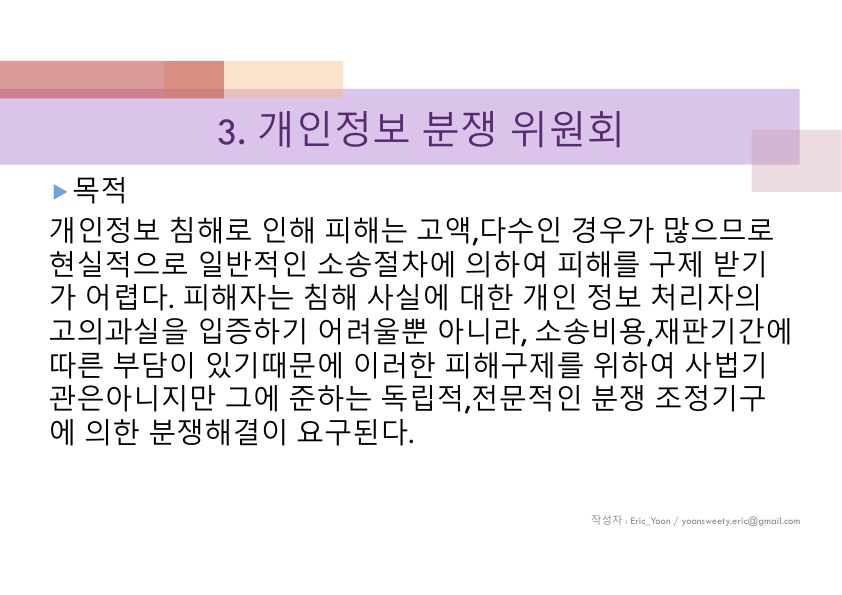 3. 개인정보 분쟁 위원회
▶목적
개인정보 침해로 인해 피해는 고액,다수인 경우가 많으므로
현실적으로 일반적인 소송절차에 의하여 피해를 구제 받기
가 어렵다. 피해자는 침해 사실에 대한 개인 정보 처리자의
고의과실을 입증하기 어려울뿐 아니라, 소송비용,재판기간에
따른 부담이 있기때문에 이러한 피해구제를 위하여 사법기
관은아니지만 그에 준하는 독립적,전문적인 분쟁 조정기구
에 의한 분쟁해결이 요구된다.
작성자 : Eric_Yoon / yoonsweety.eric@gmail.com